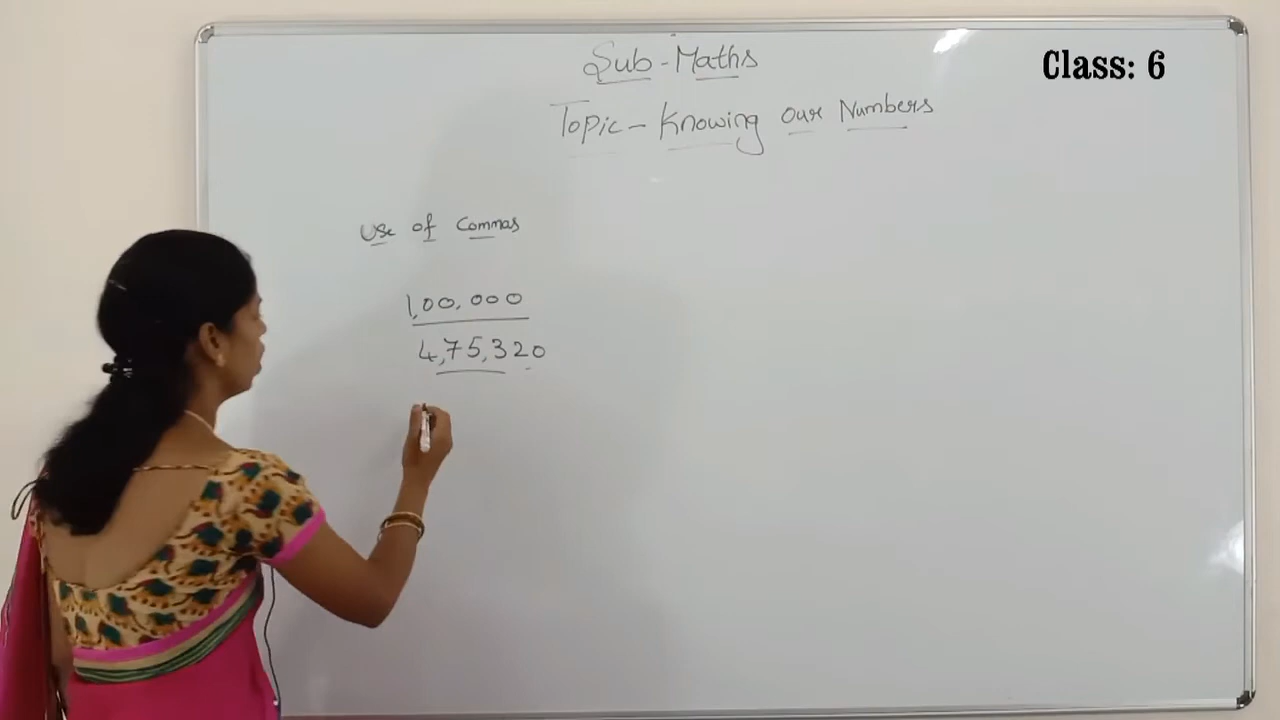 Sub - Maths
Class: 6
Topic - Knowing our Numbers
Use of Commas
1,00,000
4,75,320